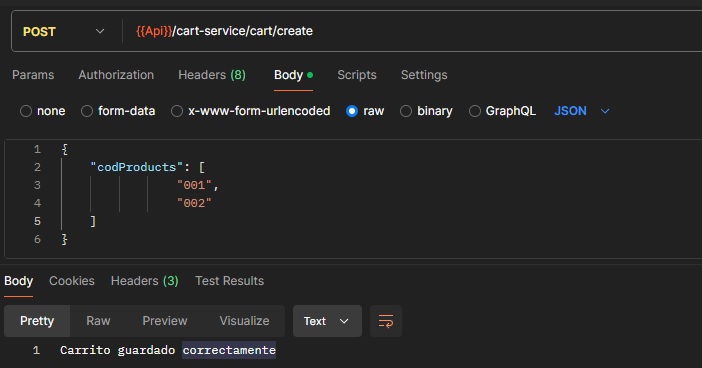 POST {{Api}}/cart-service/cart/create
Params Authorization Headers (8) Body Scripts Settings
none form-data x-www-form-urlencoded raw binary GraphQL JSON
1 {
2 "codProducts": [
3 "001",
4 "002"
5 ]
6 }
Body Cookies Headers (3) Test Results
Pretty Raw Preview Visualize Text
1 Carrito guardado correctamente